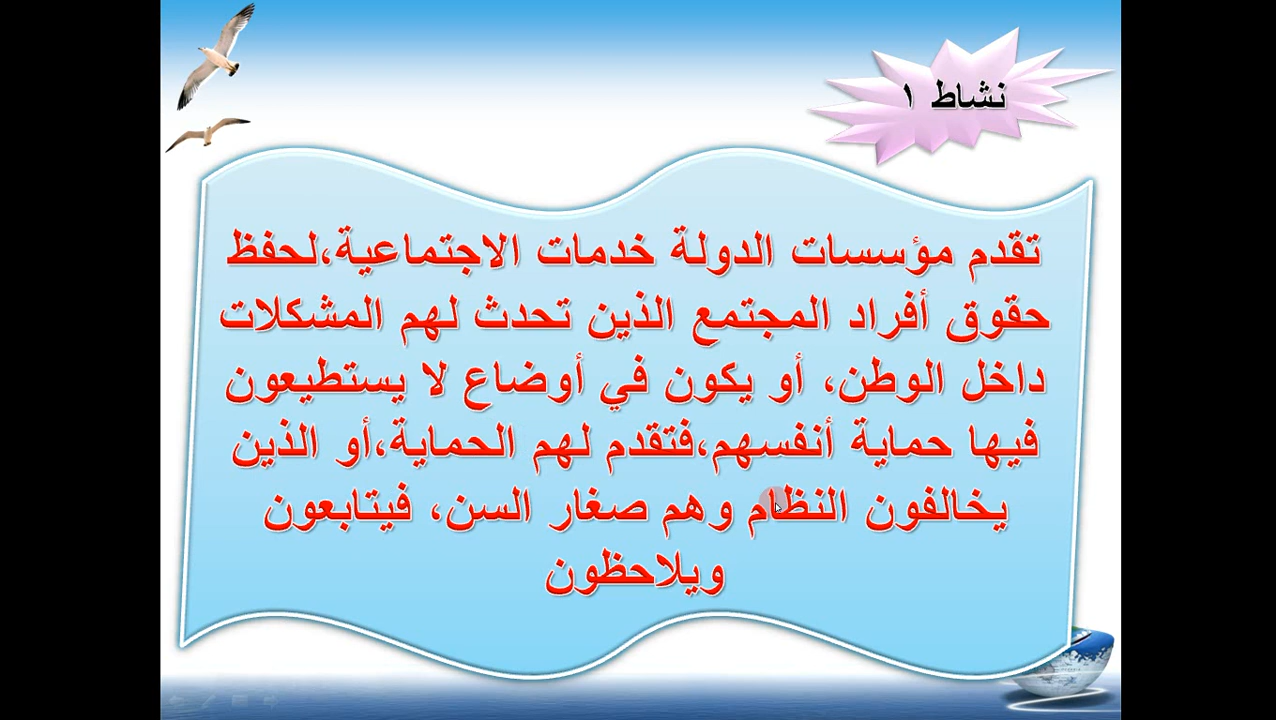 نشاط ١
تقدم مؤسسات الدولة خدمات الاجتماعية،لحفظ
حقوق أفراد المجتمع الذين تحدث لهم المشكلات
داخل الوطن، أو يكون في أوضاع لا يستطيعون
فيها حماية أنفسهم،فتقدم لهم الحماية،أو الذين
يخالفون النظام وهم صغار السن، فيتابعون
ويلاحظون